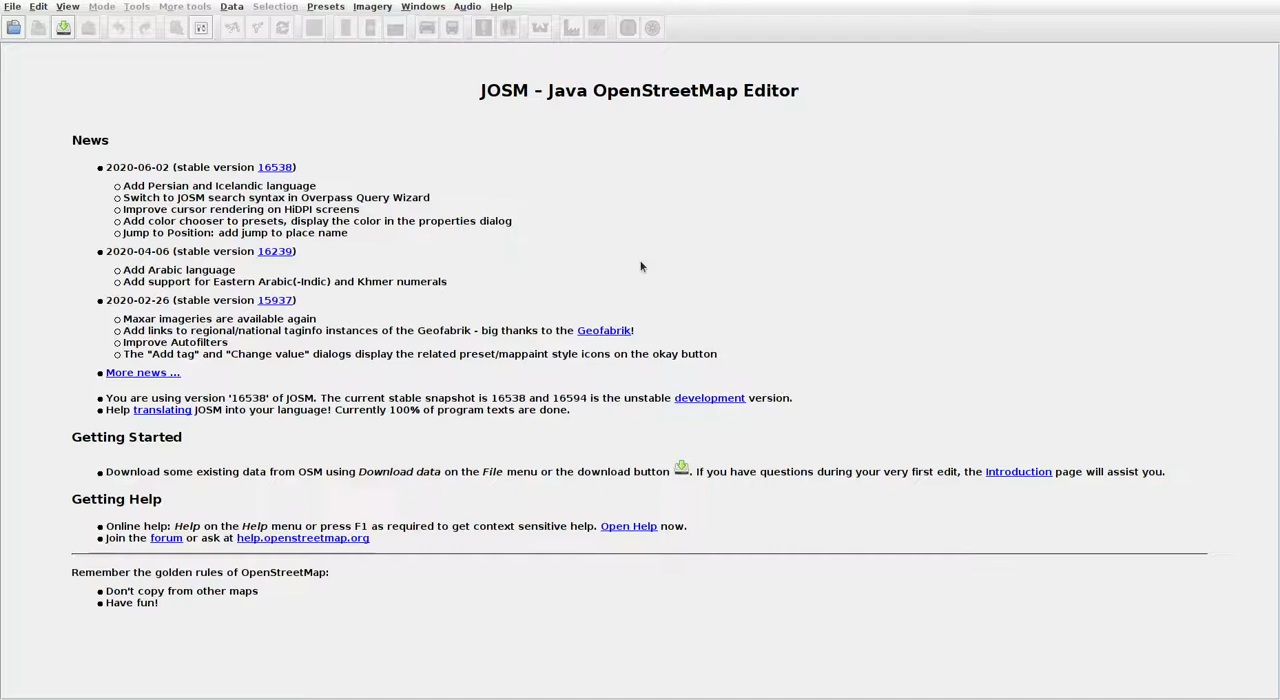 File Edit View Mode Tools More tools Data Selection Presets Imagery Windows Audio Help
JOSM – Java OpenStreetMap Editor
News
2020-06-02 (stable version 16538)
Add Persian and Icelandic language
Switch to JOSM search syntax in Overpass Query Wizard
Improve cursor rendering on HiDPI screens
Add color chooser to presets, display the color in the properties dialog
Jump to Position: add jump to place name
2020-04-06 (stable version 16239)
Add Arabic language
Add support for Eastern Arabic(-Indic) and Khmer numerals
2020-02-26 (stable version 15937)
Maxar imageries are available again
Add links to regional/national taginfo instances of the Geofabrik - big thanks to the Geofabrik!
Improve Autofilters
The "Add tag" and "Change value" dialogs display the related preset/mappaint style icons on the okay button
More news ...
You are using version '16538' of JOSM. The current stable snapshot is 16538 and 16594 is the unstable development version.
Help translating JOSM into your language! Currently 100% of program texts are done.
Getting Started
Download some existing data from OSM using Download data on the File menu or the download button . If you have questions during your very first edit, the Introduction page will assist you.
Getting Help
Online help: Help on the Help menu or press F1 as required to get context sensitive help. Open Help now.
Join the forum or ask at help.openstreetmap.org
Remember the golden rules of OpenStreetMap:
Don't copy from other maps
Have fun!